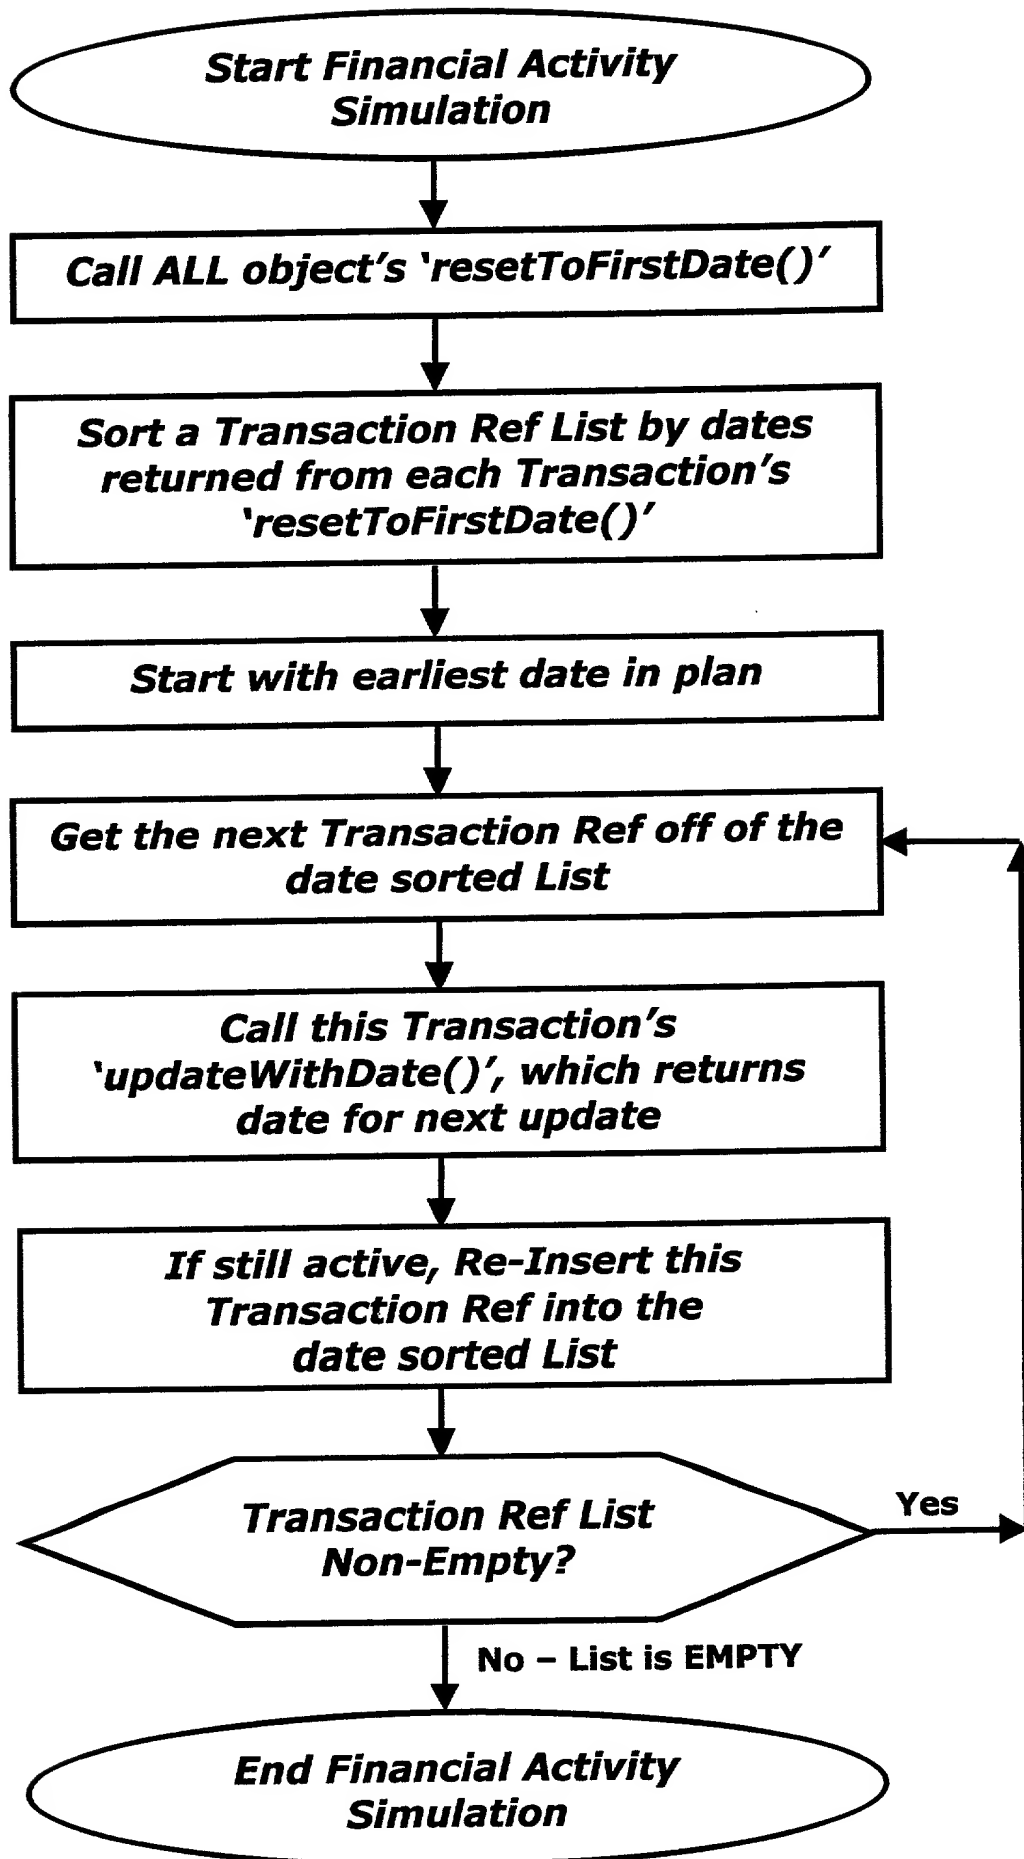 Start Financial Activity
Simulation
Call ALL object's ‘resetToFirstDate()’
Sort a Transaction Ref List by dates
returned from each Transaction's
‘resetToFirstDate()’
Start with earliest date in plan
Get the next Transaction Ref off of the
date sorted List
Call this Transaction's
‘updateWithDate()’, which returns
date for next update
If still active, Re-Insert this
Transaction Ref into the
date sorted List
Transaction Ref List
Non-Empty?
Yes
No – List is EMPTY
End Financial Activity
Simulation